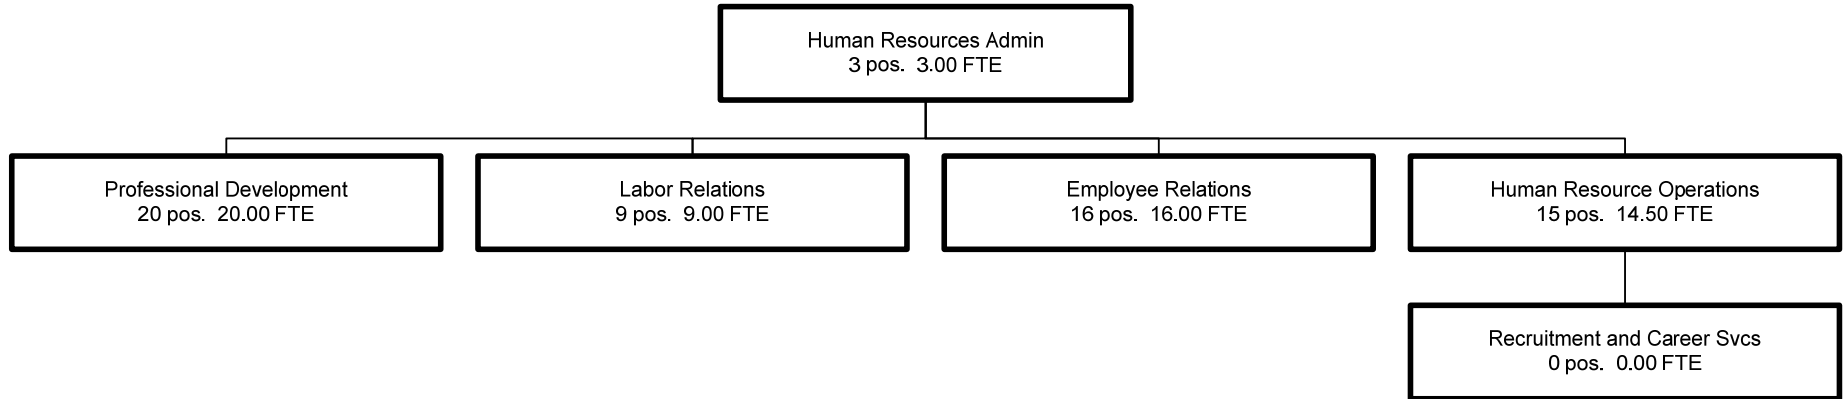 Human Resources Admin
3 pos. 3.00 FTE
Professional Development
20 pos. 20.00 FTE
Labor Relations
9 pos. 9.00 FTE
Employee Relations
16 pos. 16.00 FTE
Human Resource Operations
15 pos. 14.50 FTE
Recruitment and Career Svcs
0 pos. 0.00 FTE